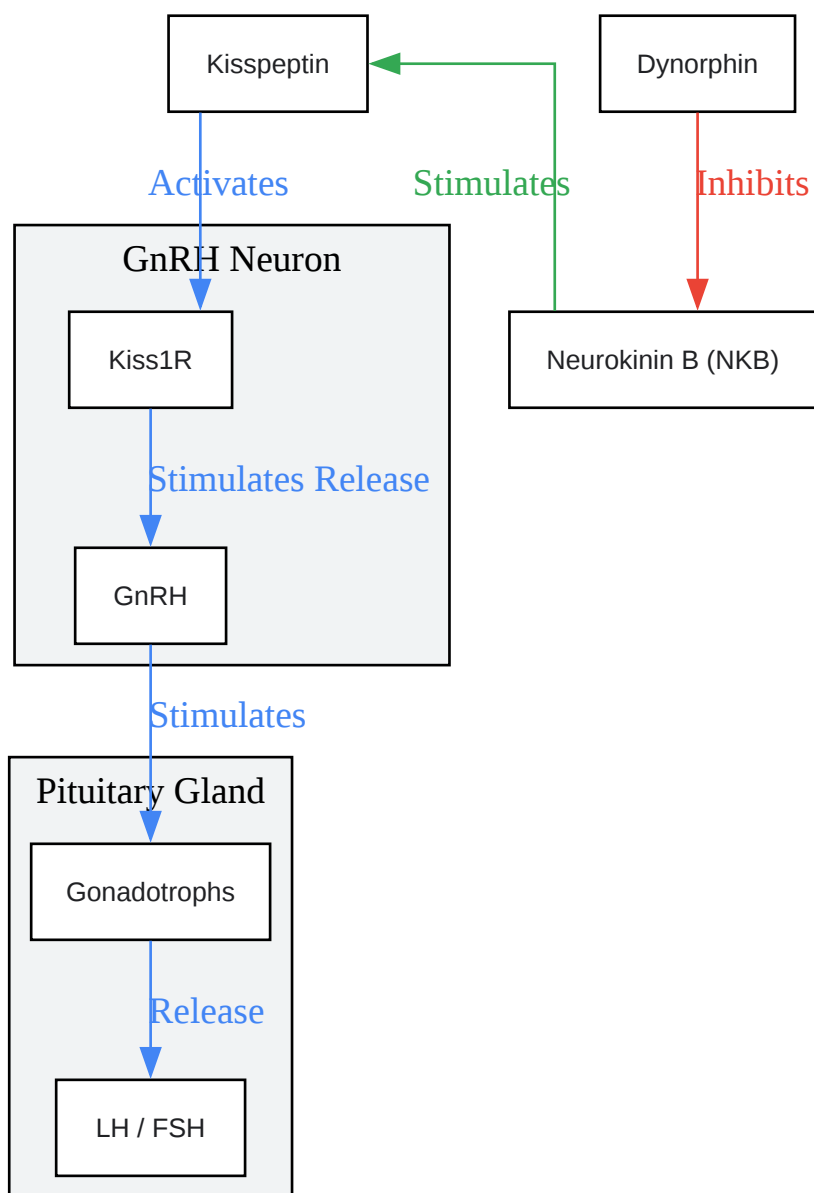 Kisspeptin
Dynorphin
Activates
Stimulates
Inhibits
GnRH Neuron
Kiss1R
Neurokinin B (NKB)
Stimulates Release
GnRH
Stimulates
Pituitary Gland
Gonadotrophs
Release
LH / FSH